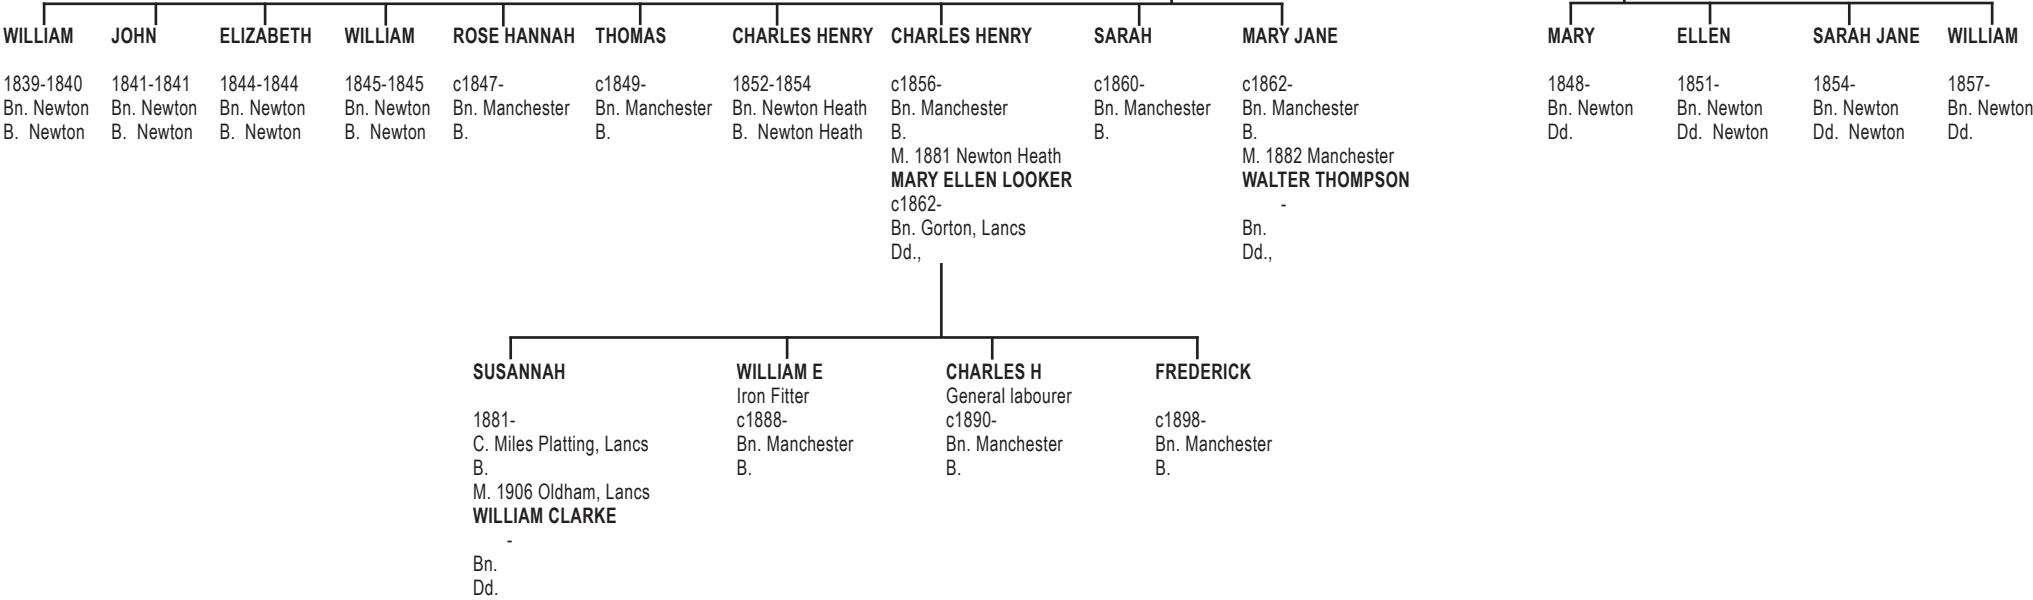 WILLIAM
1839-1840
Bn. Newton
B. Newton
JOHN
1841-1841
Bn. Newton
B. Newton
ELIZABETH
1844-1844
Bn. Newton
B. Newton
WILLIAM
1845-1845
Bn. Newton
B. Newton
ROSE HANNAH
c1847-
Bn. Manchester
B.
THOMAS
c1849-
Bn. Manchester
B.
CHARLES HENRY
1852-1854
Bn. Newton Heath
B. Newton Heath
CHARLES HENRY
c1856-
Bn. Manchester
B.
M. 1881 Newton Heath
MARY ELLEN LOOKER
c1862-
Bn. Gorton, Lancs
Dd.,
SARAH
c1860-
Bn. Manchester
B.
MARY JANE
c1862-
Bn. Manchester
B.
M. 1882 Manchester
WALTER THOMPSON
-
Bn.
Dd.,
MARY
1848-
Bn. Newton
Dd.
ELLEN
1851-
Bn. Newton
Dd. Newton
SARAH JANE
1854-
Bn. Newton
Dd. Newton
WILLIAM
1857-
Bn. Newton
Dd.
SUSANNAH
1881-
C. Miles Platting, Lancs
B.
M. 1906 Oldham, Lancs
WILLIAM CLARKE
-
Bn.
Dd.
WILLIAM E
Iron Fitter
c1888-
Bn. Manchester
B.
CHARLES H
General labourer
c1890-
Bn. Manchester
B.
FREDERICK
c1898-
Bn. Manchester
B.